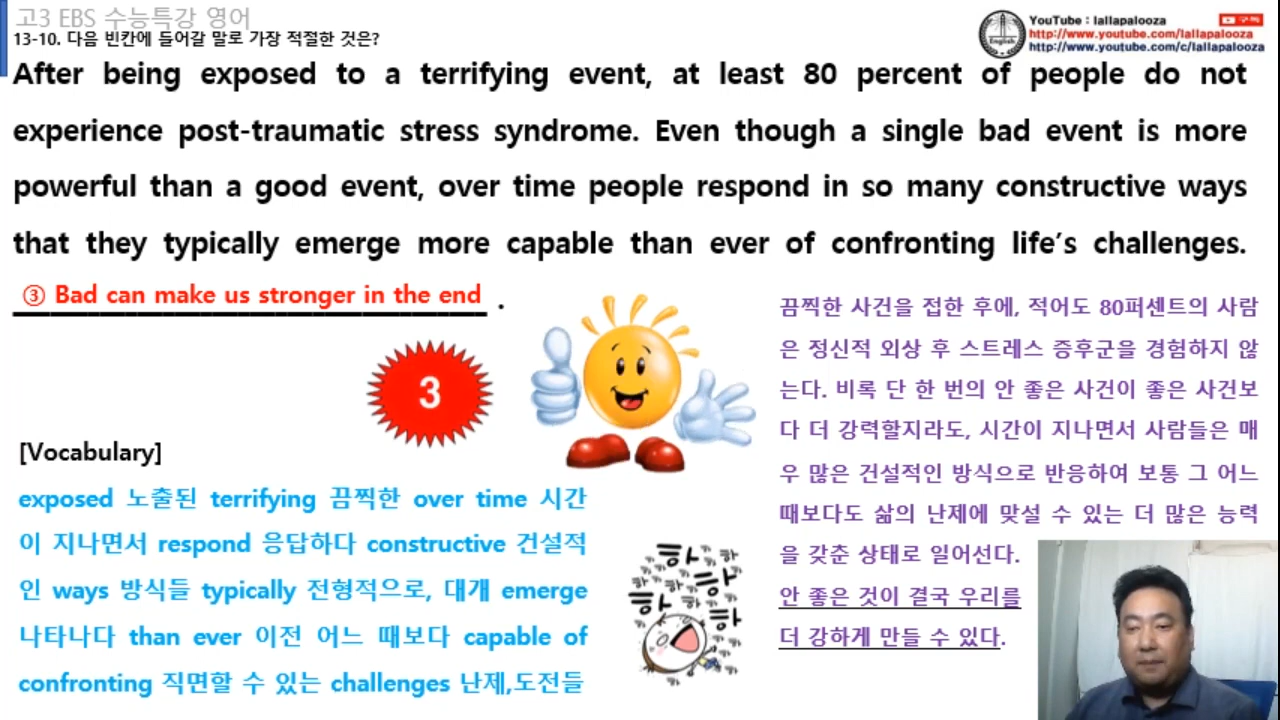 고3 EBS 수능특강 영어
13-10. 다음 빈칸에 들어갈 말로 가장 적절한 것은?
YouTube : lallapalooza
구독
http://www.youtube.com/lallapalooza
http://www.youtube.com/c/lallapalooza
English
After being exposed to a terrifying event, at least 80 percent of people do not
experience post-traumatic stress syndrome. Even though a single bad event is more
powerful than a good event, over time people respond in so many constructive ways
that they typically emerge more capable than ever of confronting life's challenges.
③ Bad can make us stronger in the end .
3
[Vocabulary]
exposed 노출된 terrifying 끔찍한 over time 시간
이 지나면서 respond 응답하다 constructive 건설적
인 ways 방식들 typically 전형적으로, 대개 emerge
나타나다 than ever 이전 어느 때보다 capable of
confronting 직면할 수 있는 challenges 난제,도전들
끔찍한 사건을 접한 후에, 적어도 80퍼센트의 사람
은 정신적 외상 후 스트레스 증후군을 경험하지 않
는다. 비록 단 한 번의 안 좋은 사건이 좋은 사건보
다 더 강력할지라도, 시간이 지나면서 사람들은 매
우 많은 건설적인 방식으로 반응하여 보통 그 어느
때보다도 삶의 난제에 맞설 수 있는 더 많은 능력
을 갖춘 상태로 일어선다.
안 좋은 것이 결국 우리를
더 강하게 만들 수 있다.
하 하 하 하 하